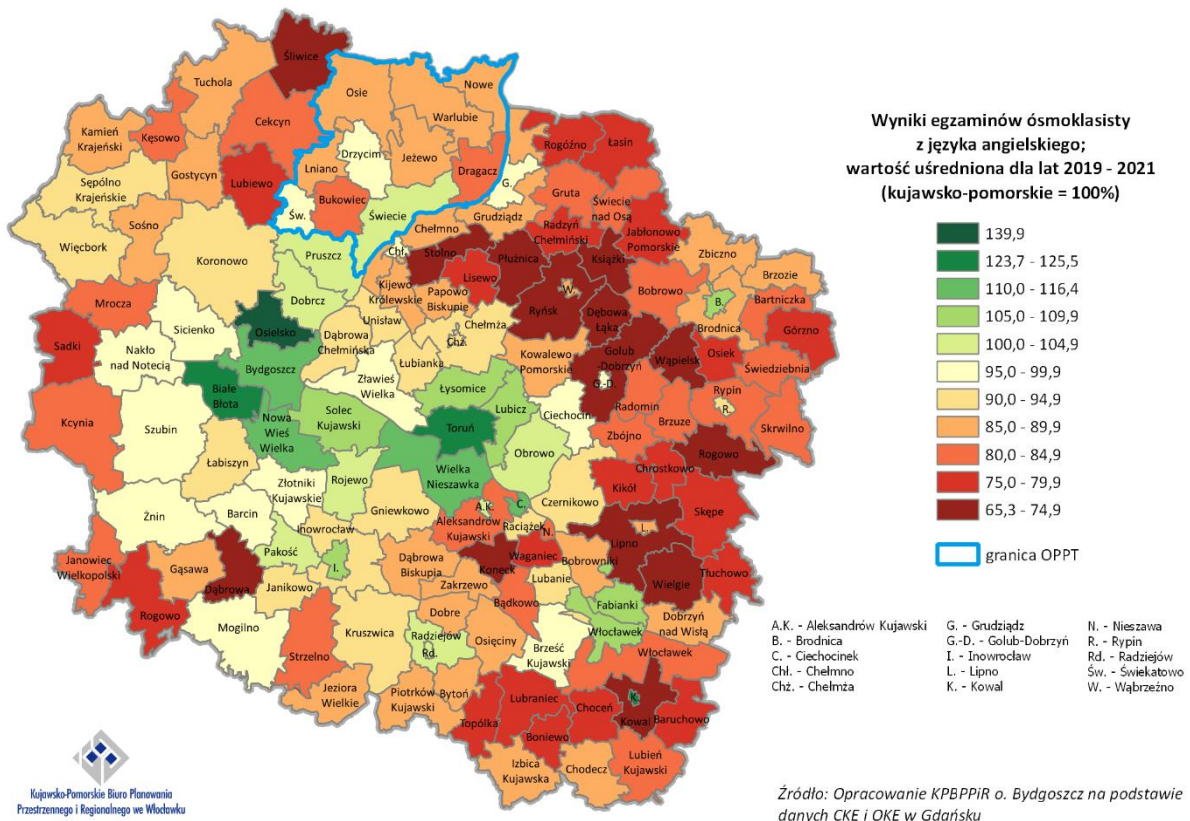 Wyniki egzaminów ósmoklasisty
z języka angielskiego;
wartość uśredniona dla lat 2019 - 2021
(kujawsko-pomorskie = 100%)
139,9
123,7 - 125,5
110,0 - 116,4
105,0 - 109,9
100,0 - 104,9
95,0 - 99,9
90,0 - 94,9
85,0 - 89,9
80,0 - 84,9
75,0 - 79,9
65,3 - 74,9
granica OPPT
A.K. - Aleksandrów Kujawski
B. - Brodnica
C. - Ciechocinek
Chł. - Chełmno
Chż. - Chełmża
G. - Grudziądz
G.-D. - Golub-Dobrzyń
I. - Inowrocław
L. - Lipno
K. - Kowal
N. - Nieszawa
R. - Rypin
Rd. - Radziejów
Św. - Świekatowo
W. - Wąbrzeźno
Śliwice
Tuchola
Osie
Nowe
Warlubie
Cekcyn
Kęsowo
Kamień
Krajeński
Drzycim
Jeżewo
Rogóźno
Łasin
Gostycyn
Lniano
Dragacz
G.
Lubiewo
Bukowiec
Sępólno
Krajeńskie
Św.
Świecie
Gruta
Świecie
nad Osą
Sośno
Chełmno
Grudziądz
Radzyń
Chełmiński
Jabłonowo
Pomorskie
Więcbork
Koronowo
Pruszcz
Chł.
Stolno
Płużnica
Książki
Zbiczno
Lisewo
Brzozie
Mrocza
Dobrcz
Kijewo
Królewskie
Papowo
Biskupie
W.
Bobrowo
Bartniczka
B.
Sicienko
Osielsko
Unisław
Ryńsk
Dębowa
Łąka
Brodnica
Górzno
Sadki
Nakło
nad Notecią
Dąbrowa
Chełmińska
Chełmża
Chż.
Łubianka
Kowalewo
Pomorskie
Golub
-Dobrzyń
G.-D.
Wąpielsk
Osiek
Świedziebnia
Bydgoszcz
Białe
Błota
Zławieś
Wielka
Łysomice
Rypin
R.
Kcynia
Solec
Kujawski
Lubicz
Ciechocin
Radomin
Brzuze
Skrwilno
Szubin
Nowa
Wieś
Wielka
Toruń
Zbójno
Łabiszyn
Obrowo
Rogowo
Wielka
Nieszawka
Chrostkowo
Złotniki
Kujawskie
Rojewo
Kikół
Czernikowo
Skępe
Żnin
Barcin
Gniewkowo
A.K.
C.
Inowrocław
Aleksandrów
Kujawski
Raciążek
N.
L.
Pakość
I.
Lipno
Janowiec
Wielkopolski
Gąsawa
Dąbrowa
Janikowo
Dąbrowa
Biskupia
Koneck
Waganiec
Bobrowniki
Wielgie
Tłuchowo
Zakrzewo
Lubanie
Rogowo
Bądkowo
Fabianki
Mogilno
Kruszwica
Dobre
Dobrzyń
nad Wisłą
Strzelno
Radziejów
Rd.
Osięciny
Brześć
Kujawski
Włocławek
Włocławek
Jeziora
Wielkie
Piotrków
Kujawski
Bytoń
Lubraniec
Choceń
K.
Kowal
Baruchowo
Topólka
Boniewo
Izbica
Kujawska
Chodecz
Lubień
Kujawski
Kujawsko-Pomorskie Biuro Planowania
Przestrzennego i Regionalnego we Włocławku
Źródło: Opracowanie KPBPPiR o. Bydgoszcz na podstawie
danych CKE i OKE w Gdańsku